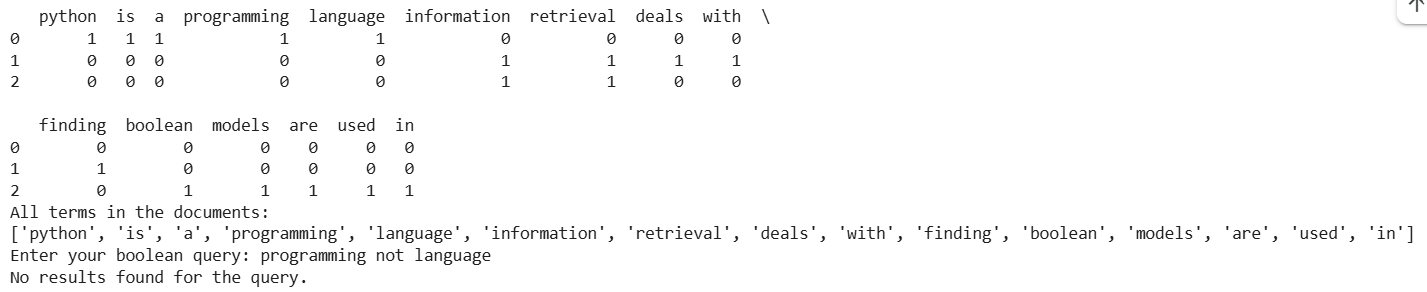 python is a programming language information retrieval deals with \
0 1 1 1 1 1 0 0 0 0
1 0 0 0 0 0 1 1 1 1
2 0 0 0 0 0 1 1 0 0
finding boolean models are used in
0 0 0 0 0 0 0
1 1 0 0 0 0 0
2 0 1 1 1 1 1
All terms in the documents:
['python', 'is', 'a', 'programming', 'language', 'information', 'retrieval', 'deals', 'with', 'finding', 'boolean', 'models', 'are', 'used', 'in']
Enter your boolean query: programming not language
No results found for the query.